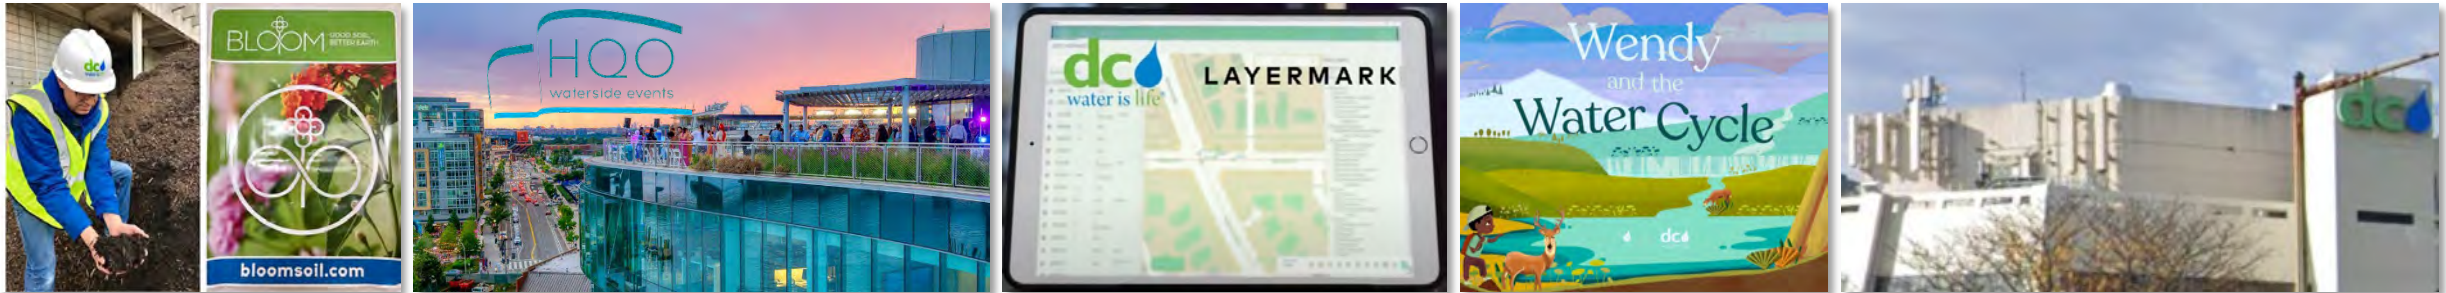 dc
BLOOM
GOOD SOIL,
BETTER EARTH
bloomsoil.com
HQO
waterside events
dc
water is life
LAYERMARK
Wendy
and the
Water Cycle
dc
dc